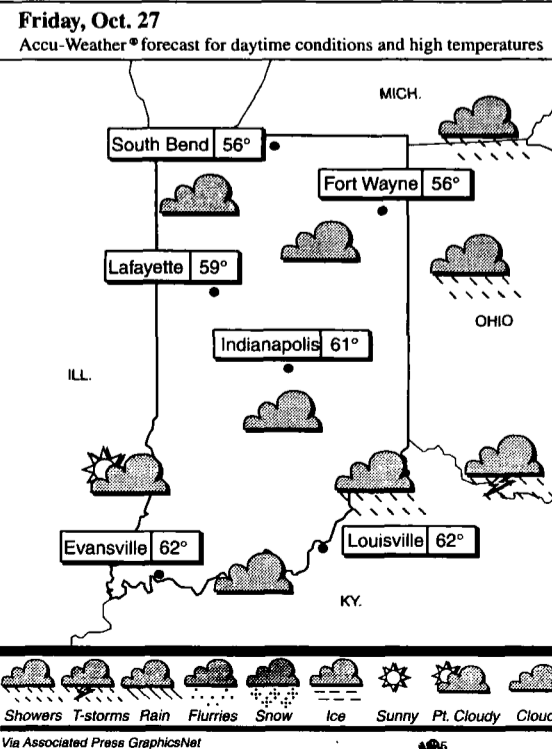 Friday, Oct. 27
Accu-Weather® forecast for daytime conditions and high temperatures
MICH.
South Bend 56°
Fort Wayne 56°
Lafayette 59°
OHIO
Indianapolis 61°
ILL.
Evansville 62°
Louisville 62°
KY.
Showers T-storms Rain Flurries Snow Ice Sunny Pt. Cloudy Cloud
Via Associated Press GraphicsNet